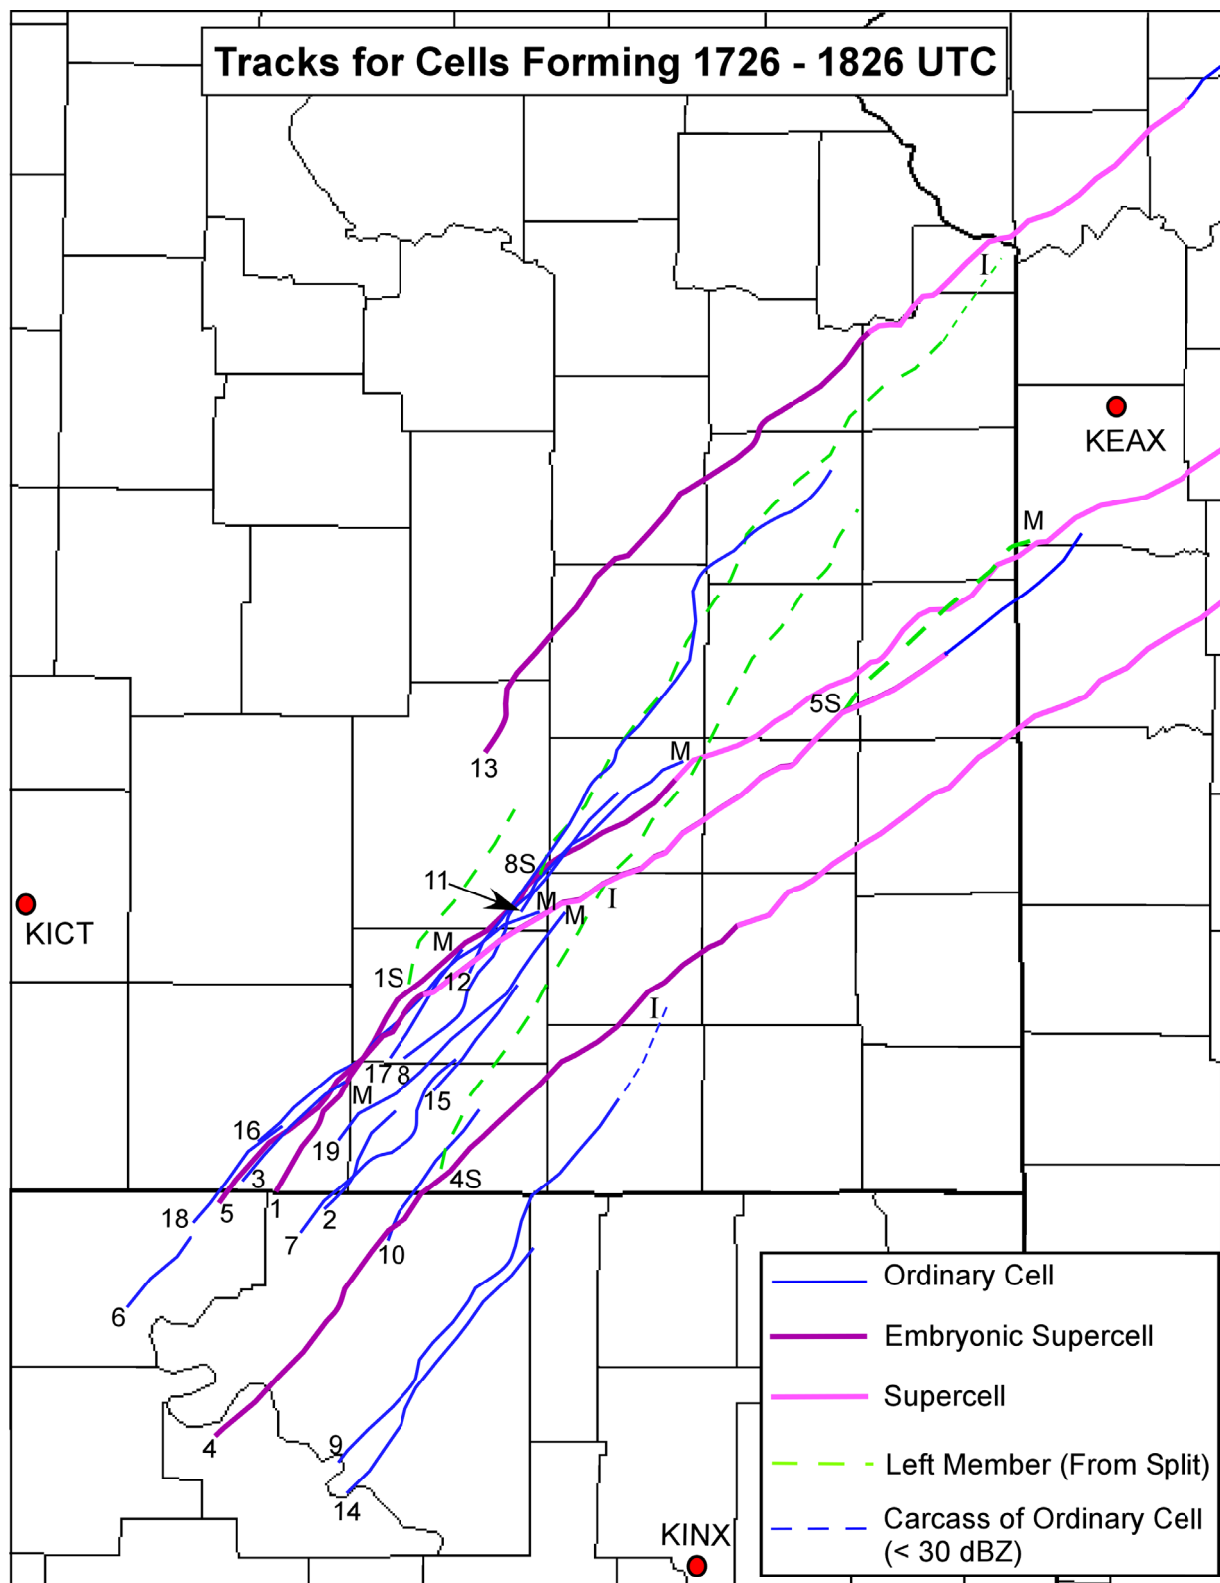 Tracks for Cells Forming 1726 - 1826 UTC
I
KEAX
M
5S
M
13
8S
11
I
M
M
KICT
M
1S
12
I
17 8
M
15
16
19
3
4S
5
1
2
18
7
10
6
Ordinary Cell
Embryonic Supercell
Supercell
4
9
Left Member (From Split)
14
Carcass of Ordinary Cell
(< 30 dBZ)
KINX